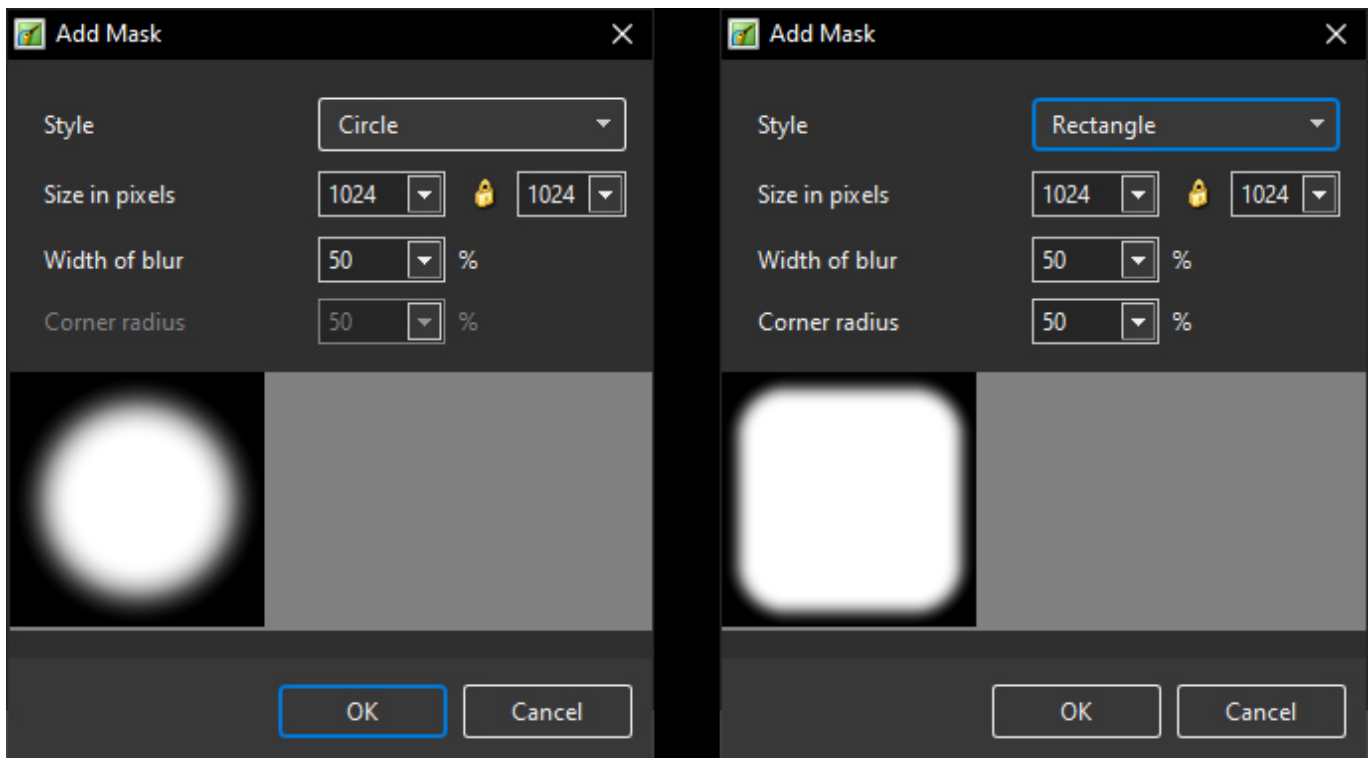 Add Mask
Style Circle
Size in pixels 1024 1024
Width of blur 50 %
Corner radius 50 %
OK Cancel
Add Mask
Style Rectangle
Size in pixels 1024 1024
Width of blur 50 %
Corner radius 50 %
OK Cancel